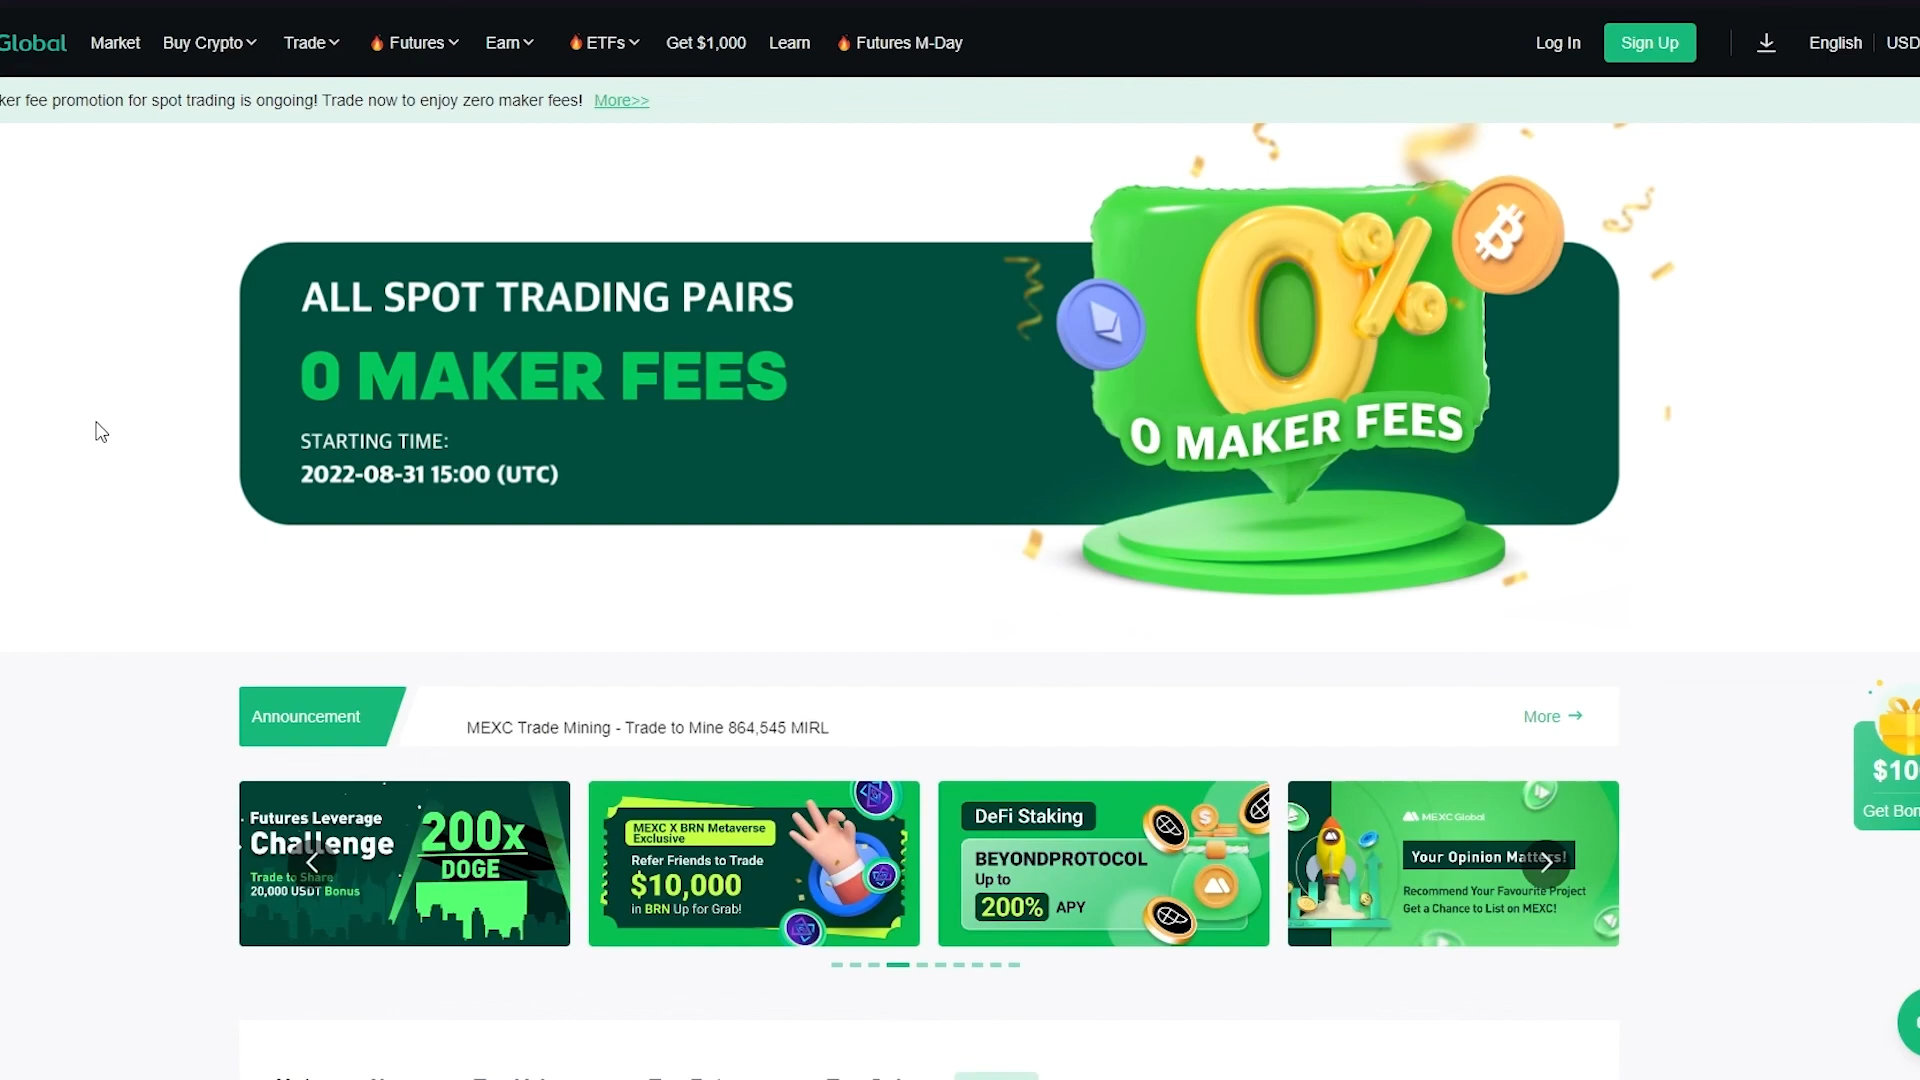 Global
Market
Buy Crypto
Trade
Futures
Earn
ETFs
Get $1,000
Learn
Futures M-Day
Log In
Sign Up
English
USD
ker fee promotion for spot trading is ongoing! Trade now to enjoy zero maker fees! More>>
ALL SPOT TRADING PAIRS
0 MAKER FEES
STARTING TIME:
2022-08-31 15:00 (UTC)
0%
0 MAKER FEES
Announcement
MEXC Trade Mining - Trade to Mine 864,545 MIRL
More
Futures Leverage
Challenge
Trade to Share
20,000 USDT Bonus
200x
DOGE
MEXC X BRN Metaverse
Exclusive
Refer Friends to Trade
$10,000
in BRN Up for Grab!
DeFi Staking
BEYONDPROTOCOL
Up to
200% APY
MEXC Global
Your Opinion Matters!
Recommend Your Favourite Project
Get a Chance to List on MEXC!
$10
Get Bon